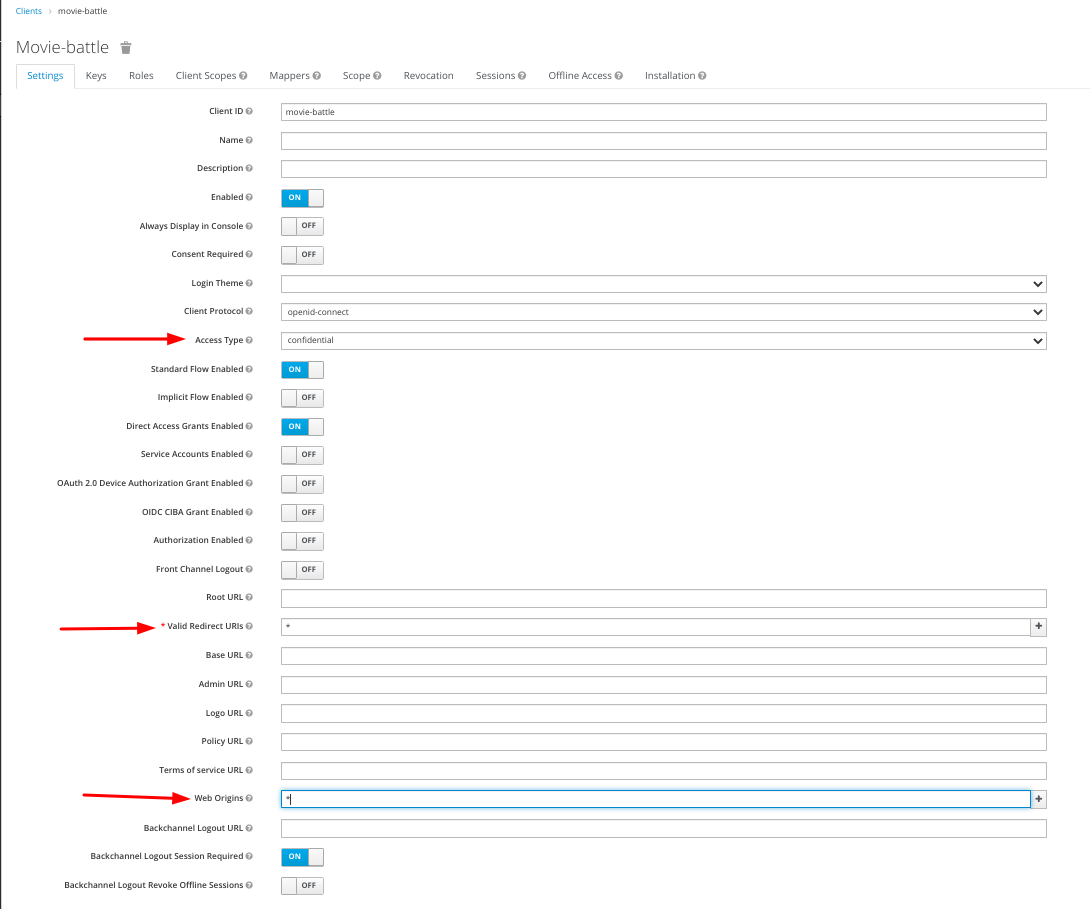 Clients › movie-battle
Movie-battle
Settings Keys Roles Client Scopes Mappers Scope Revocation Sessions Offline Access Installation
Client ID movie-battle
Name
Description
Enabled ON
Always Display in Console OFF
Consent Required OFF
Login Theme
Client Protocol openid-connect
Access Type confidential
Standard Flow Enabled ON
Implicit Flow Enabled OFF
Direct Access Grants Enabled ON
Service Accounts Enabled OFF
OAuth 2.0 Device Authorization Grant Enabled OFF
OIDC CIBA Grant Enabled OFF
Authorization Enabled OFF
Front Channel Logout OFF
Root URL
* Valid Redirect URIs * +
Base URL
Admin URL
Logo URL
Policy URL
Terms of service URL
Web Origins * +
Backchannel Logout URL
Backchannel Logout Session Required ON
Backchannel Logout Revoke Offline Sessions OFF